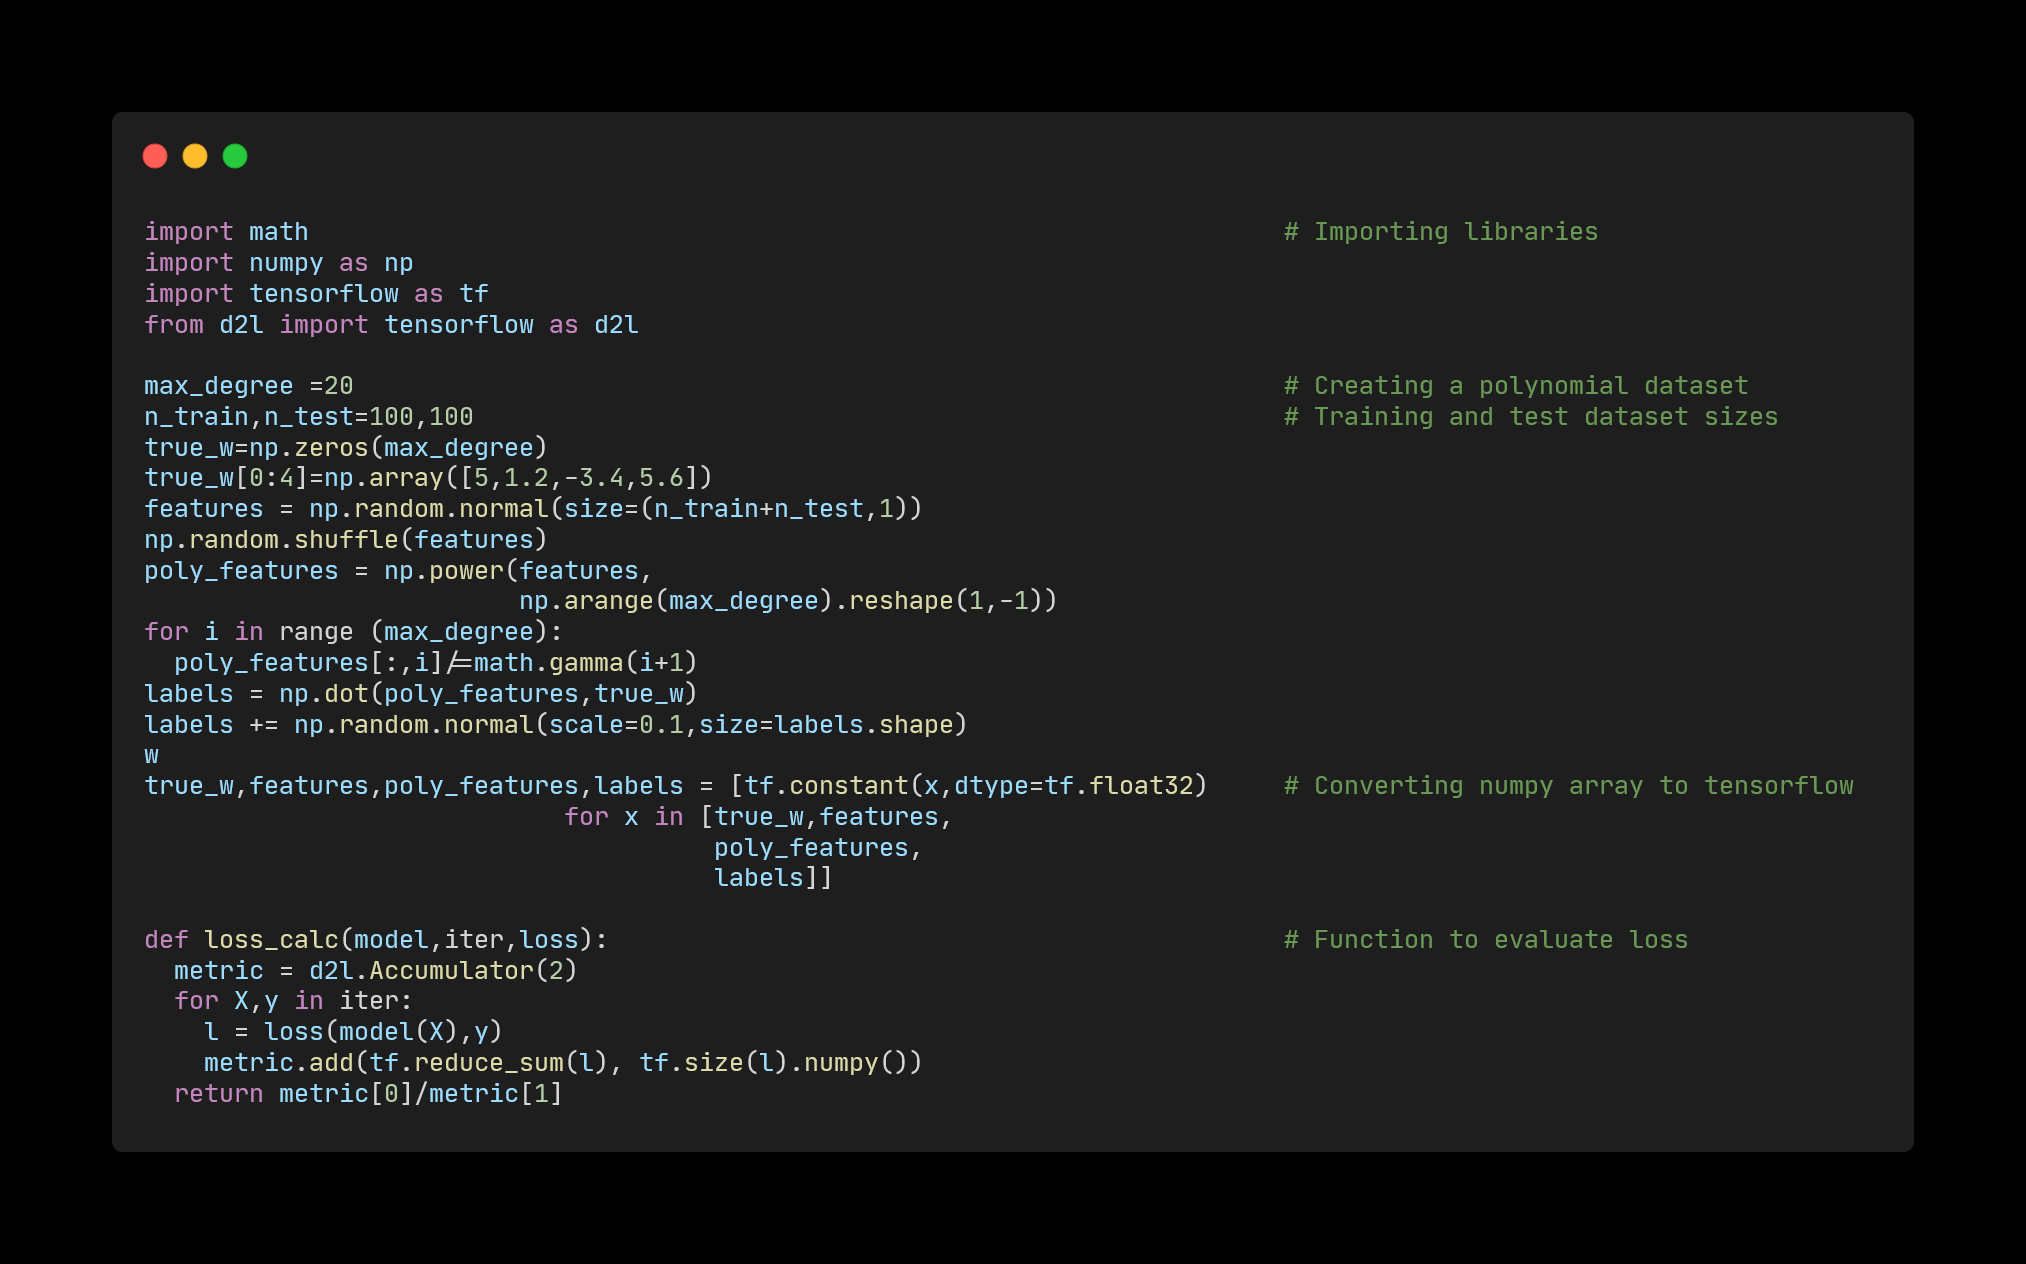 import math # Importing libraries
import numpy as np
import tensorflow as tf
from d2l import tensorflow as d2l
max_degree =20 # Creating a polynomial dataset
n_train,n_test=100,100 # Training and test dataset sizes
true_w=np.zeros(max_degree)
true_w[0:4]=np.array([5,1.2,-3.4,5.6])
features = np.random.normal(size=(n_train+n_test,1))
np.random.shuffle(features)
poly_features = np.power(features,
np.arange(max_degree).reshape(1,-1))
for i in range (max_degree):
poly_features[:,i]/=math.gamma(i+1)
labels = np.dot(poly_features,true_w)
labels += np.random.normal(scale=0.1,size=labels.shape)
w
true_w,features,poly_features,labels = [tf.constant(x,dtype=tf.float32) # Converting numpy array to tensorflow
for x in [true_w,features,
poly_features,
labels]]
def loss_calc(model,iter,loss): # Function to evaluate loss
metric = d2l.Accumulator(2)
for X,y in iter:
l = loss(model(X),y)
metric.add(tf.reduce_sum(l), tf.size(l).numpy())
return metric[0]/metric[1]